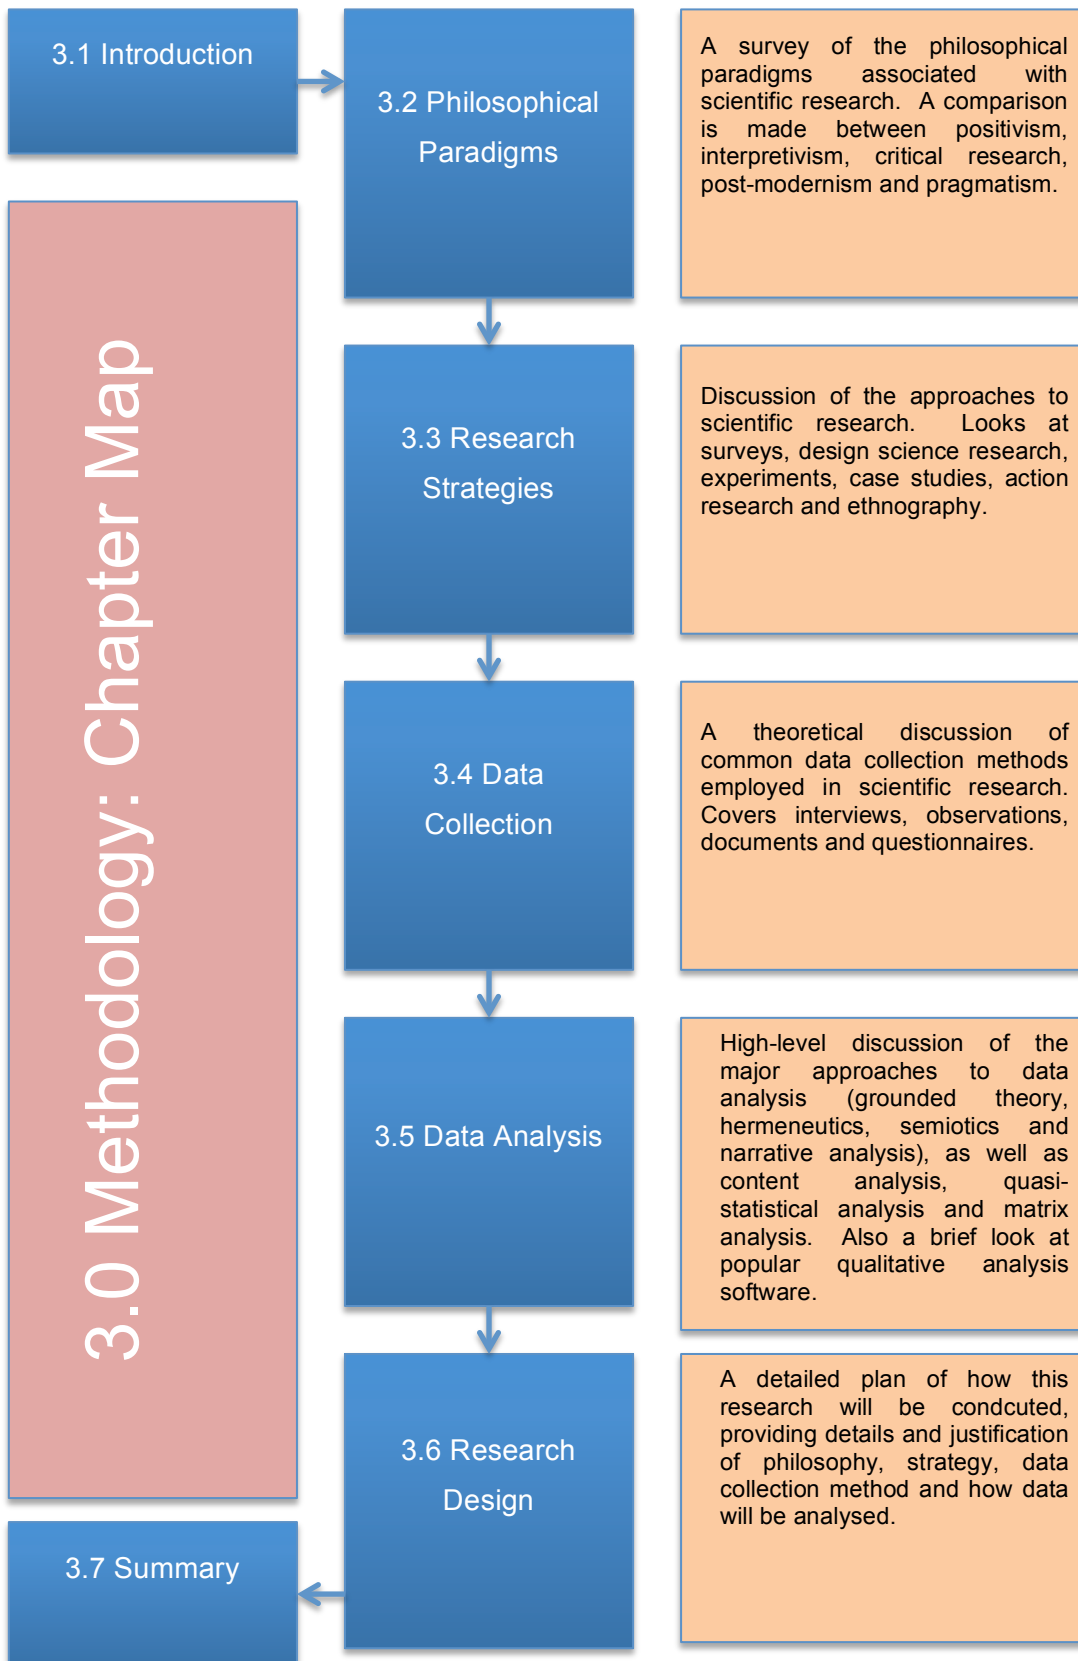 3.1 Introduction
3.2 Philosophical
Paradigms
A survey of the philosophical
paradigms associated with
scientific research. A comparison
is made between positivism,
interpretivism, critical research,
post-modernism and pragmatism.
3.0 Methodology: Chapter Map
3.3 Research
Strategies
Discussion of the approaches to
scientific research. Looks at
surveys, design science research,
experiments, case studies, action
research and ethnography.
3.4 Data
Collection
A theoretical discussion of
common data collection methods
employed in scientific research.
Covers interviews, observations,
documents and questionnaires.
3.5 Data Analysis
High-level discussion of the
major approaches to data
analysis (grounded theory,
hermeneutics, semiotics and
narrative analysis), as well as
content analysis, quasi-
statistical analysis and matrix
analysis. Also a brief look at
popular qualitative analysis
software.
3.6 Research
Design
A detailed plan of how this
research will be condcuted,
providing details and justification
of philosophy, strategy, data
collection method and how data
will be analysed.
3.7 Summary